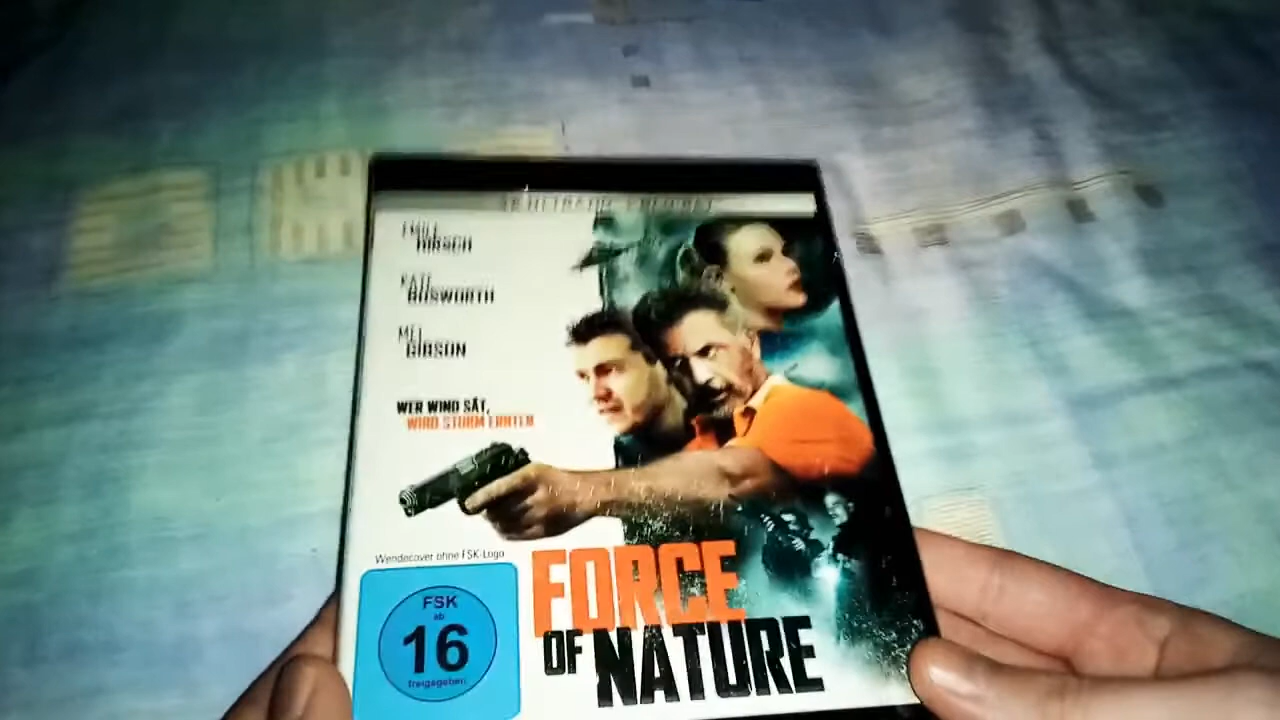 EMILE
HIRSCH
KATE
BOSWORTH
MEL
GIBSON
WER WIND SÄT,
WIRD STURM ERNTEN
Wendecover ohne FSK-Logo
FSK
ab
16
freigegeben
FORCE
OF NATURE